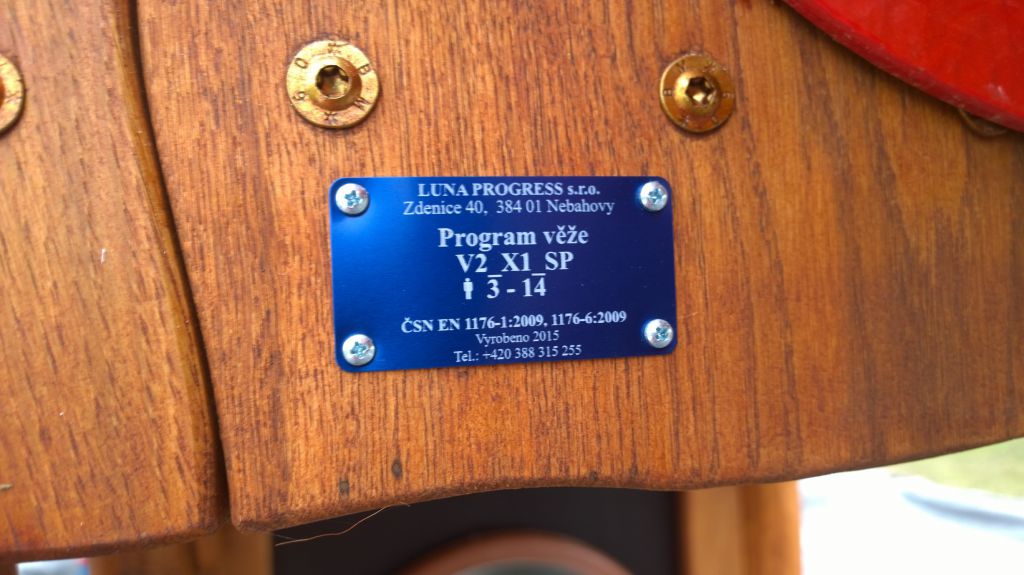 LUNA PROGRESS s.r.o.
Zdenice 40, 384 01 Nebahovy
Program věže
V2_X1_SP
3 - 14
ČSN EN 1176-1:2009, 1176-6:2009
Vyrobeno 2015
Tel.: +420 388 315 255